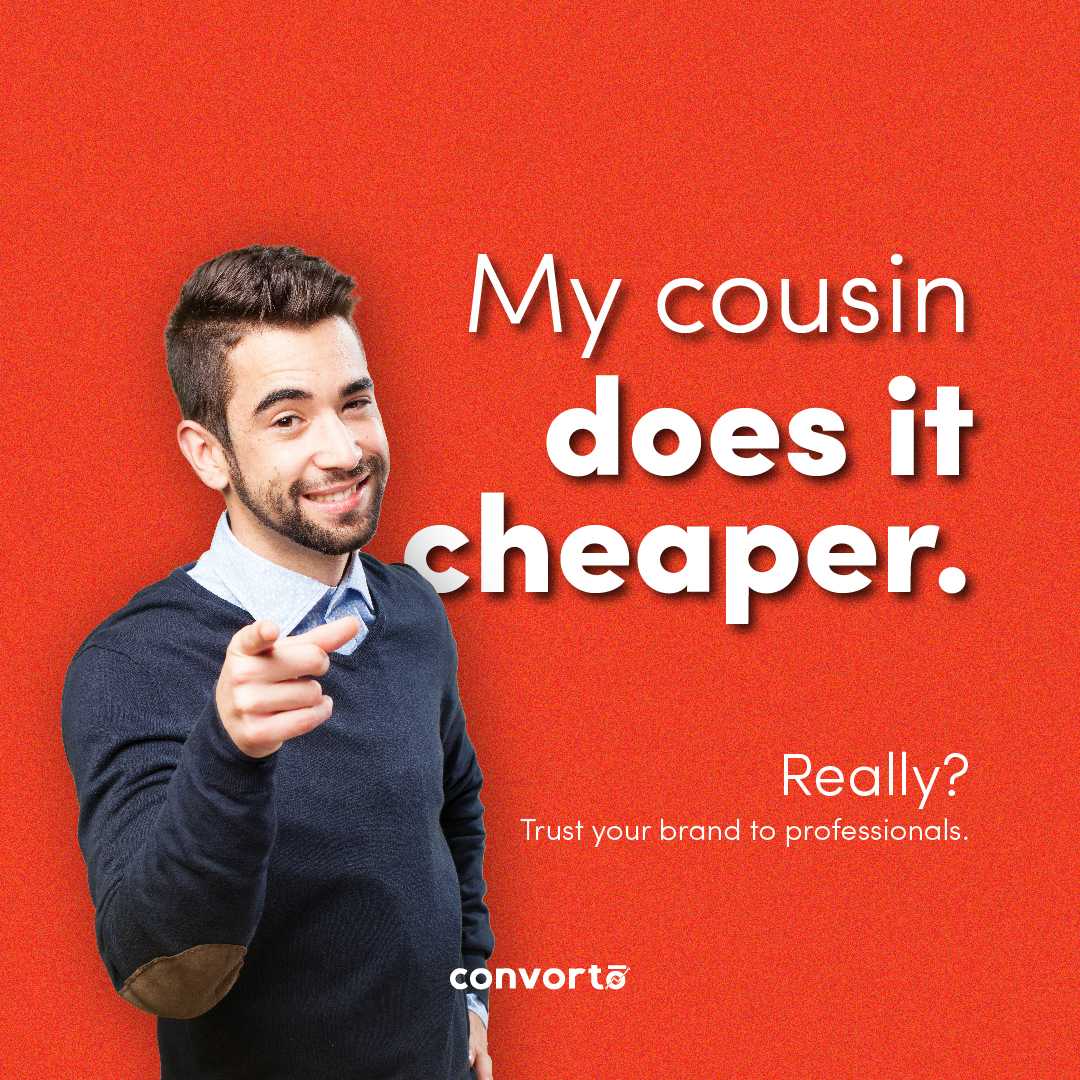 My cousin
does it
cheaper.
Really?
Trust your brand to professionals.
convorto